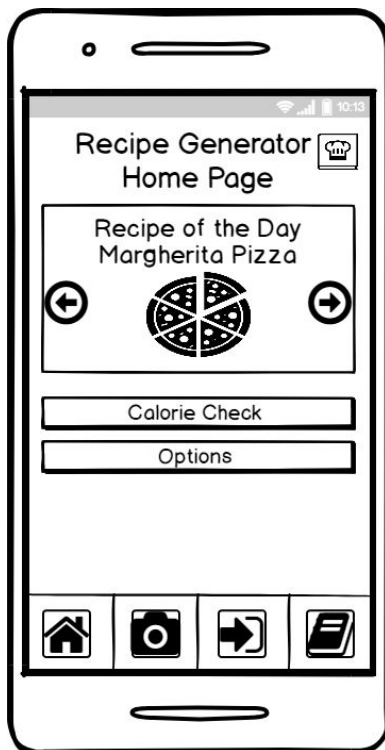 10:13
Recipe Generator
Home Page
Recipe of the Day
Margherita Pizza
Calorie Check
Options